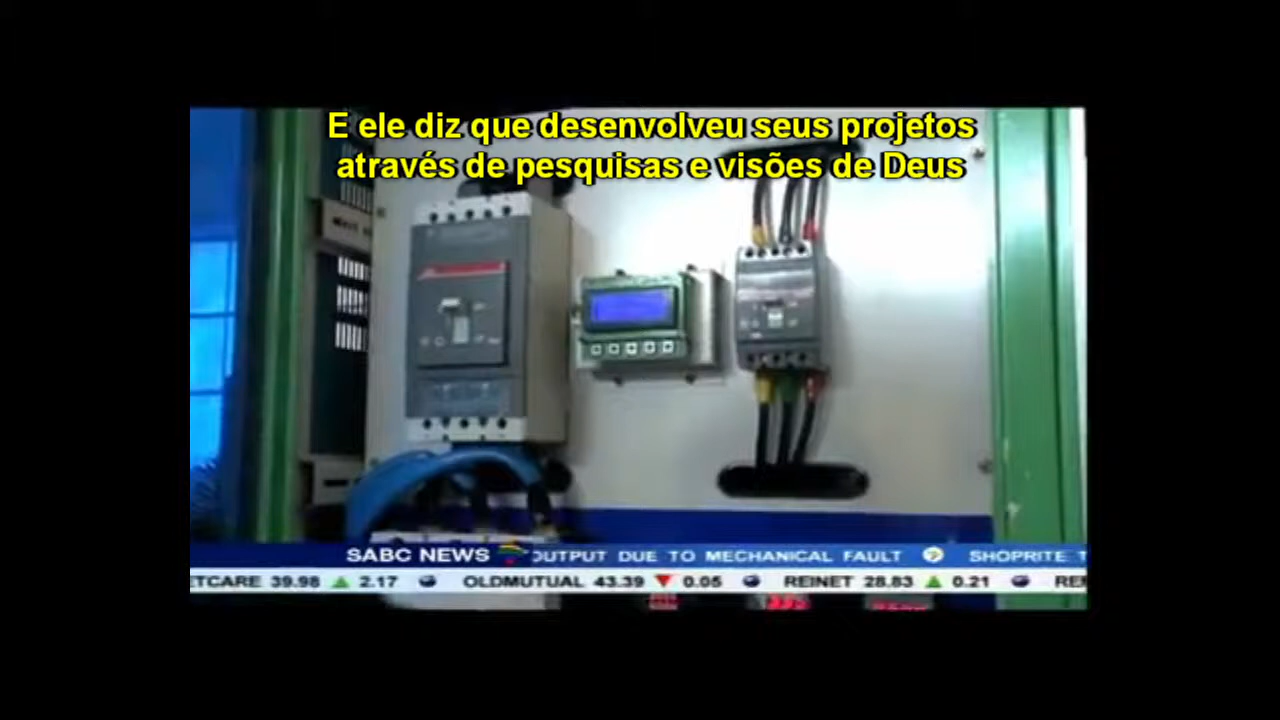 E ele diz que desenvolveu seus projetos
através de pesquisas e visões de Deus
SABC NEWS OUTPUT DUE TO MECHANICAL FAULT SHOPRITE
ETCARE 39.98 2.17 OLDMUTUAL 43.39 0.05 REINET 28.83 0.21